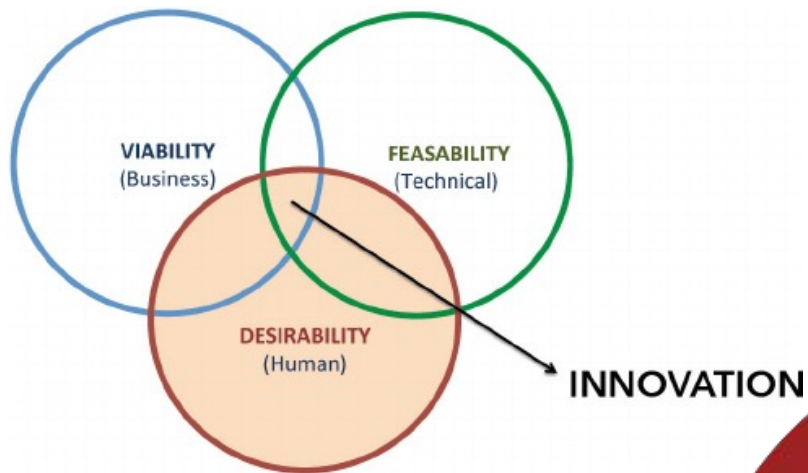 VIABILITY
(Business)
FEASABILITY
(Technical)
DESIRABILITY
(Human)
INNOVATION